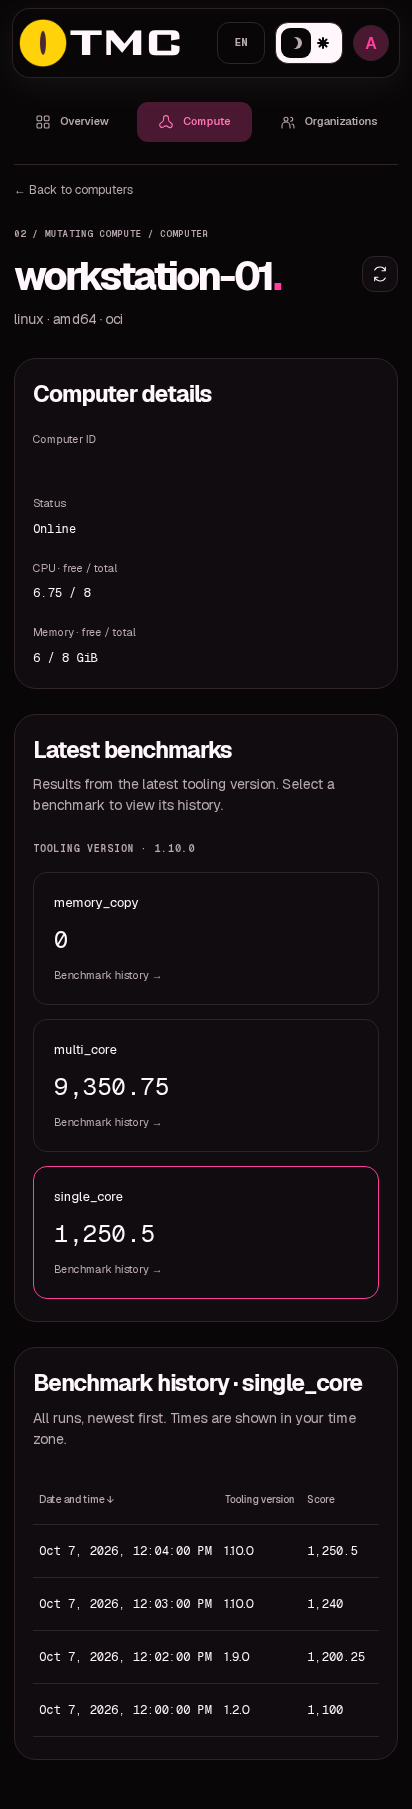 TMC
EN
A
Overview
Compute
Organizations
← Back to computers
02 / MUTATING COMPUTE / COMPUTER
workstation-01.
linux · amd64 · oci
Computer details
Computer ID
Status
Online
CPU · free / total
6.75 / 8
Memory · free / total
6 / 8 GiB
Latest benchmarks
Results from the latest tooling version. Select a
benchmark to view its history.
TOOLING VERSION · 1.10.0
memory_copy
0
Benchmark history →
multi_core
9,350.75
Benchmark history →
single_core
1,250.5
Benchmark history →
Benchmark history · single_core
All runs, newest first. Times are shown in your time
zone.
Date and time ↓ Tooling version Score
Oct 7, 2026, 12:04:00 PM 1.10.0 1,250.5
Oct 7, 2026, 12:03:00 PM 1.10.0 1,240
Oct 7, 2026, 12:02:00 PM 1.9.0 1,200.25
Oct 7, 2026, 12:00:00 PM 1.2.0 1,100